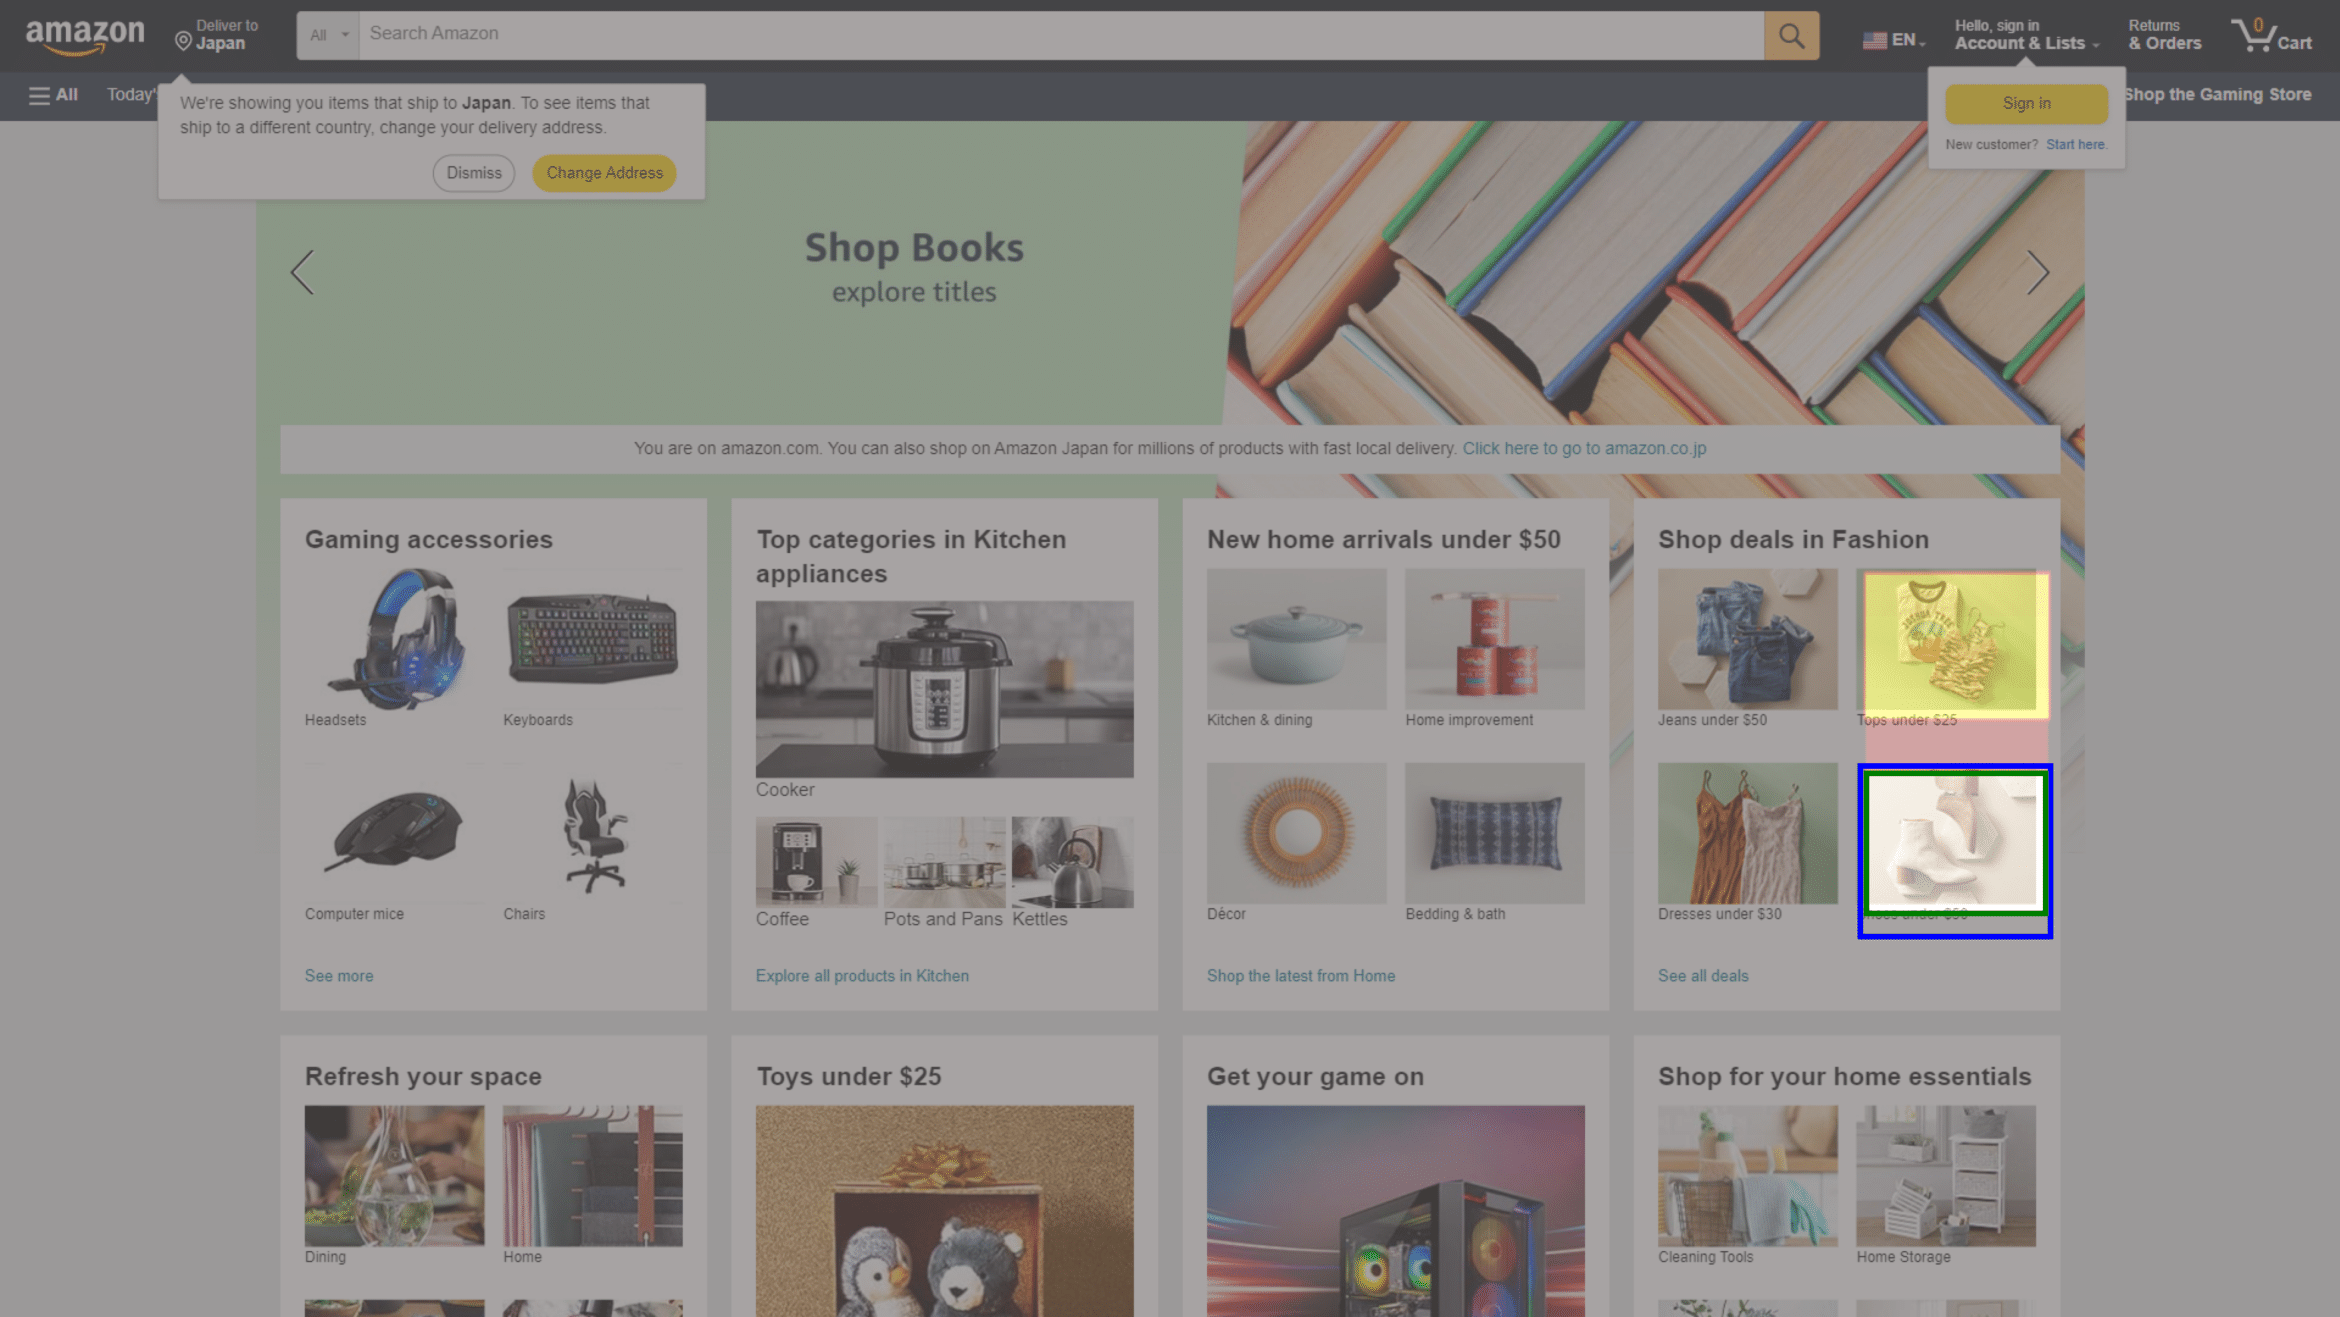 amazon
Deliver to
Japan
All
Search Amazon
EN
Hello, sign in
Account & Lists
Returns
& Orders
0
Cart
All
Today'
Shop the Gaming Store
We're showing you items that ship to Japan. To see items that
ship to a different country, change your delivery address.
Dismiss
Change Address
Sign in
New customer? Start here.
Shop Books
explore titles
You are on amazon.com. You can also shop on Amazon Japan for millions of products with fast local delivery. Click here to go to amazon.co.jp
Gaming accessories
Headsets
Keyboards
Computer mice
Chairs
See more
Top categories in Kitchen
appliances
Cooker
Coffee
Pots and Pans
Kettles
Explore all products in Kitchen
New home arrivals under $50
Kitchen & dining
Home improvement
Décor
Bedding & bath
Shop the latest from Home
Shop deals in Fashion
Jeans under $50
Tops under $25
Dresses under $30
under $50
See all deals
Refresh your space
Dining
Home
Toys under $25
Get your game on
Shop for your home essentials
Cleaning Tools
Home Storage